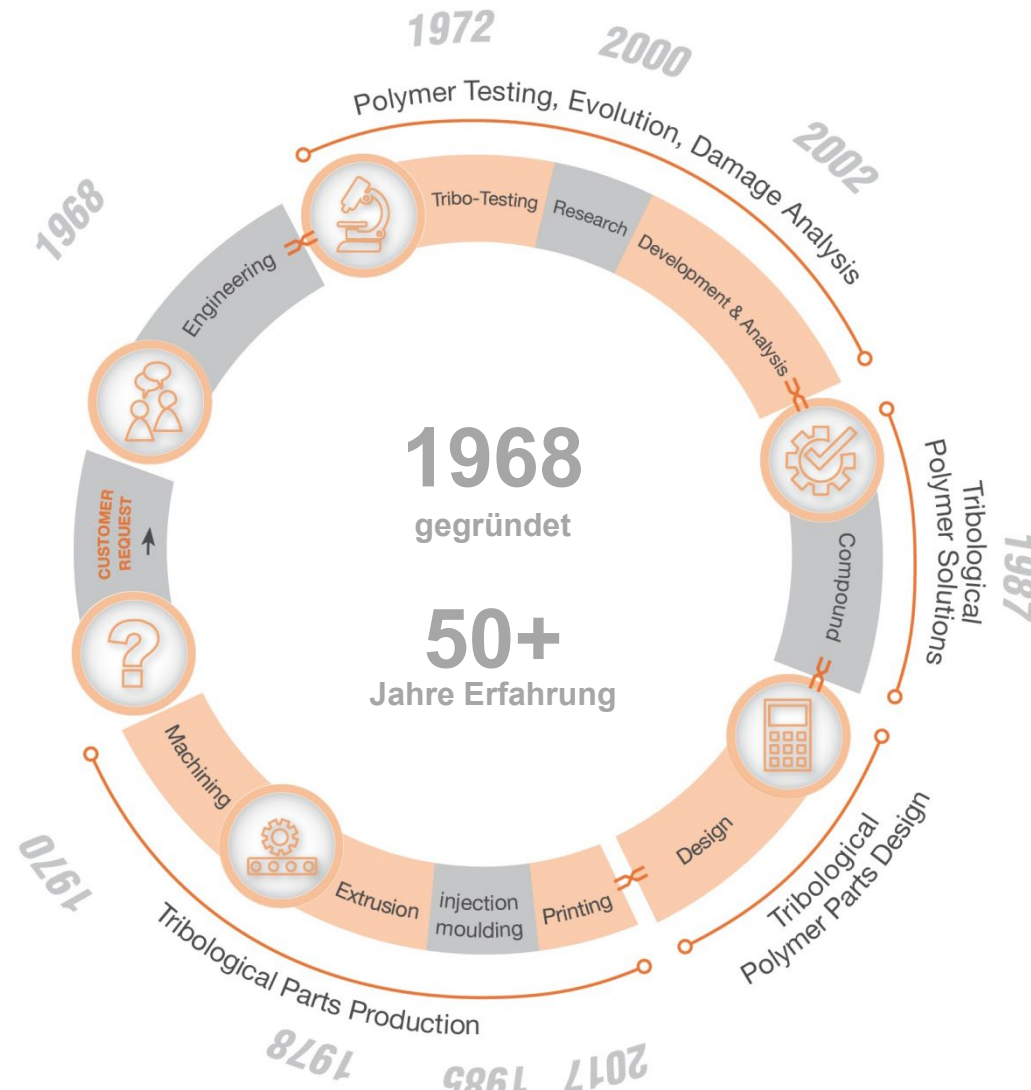 1972
2000
2002
1968
Polymer Testing, Evolution, Damage Analysis
Tribo-Testing
Research
Development & Analysis
Engineering
CUSTOMER
REQUEST
1968
gegründet
50+
Jahre Erfahrung
Compound
Tribological
Polymer Solutions
1987
Design
Tribological
Polymer Parts Design
Printing
injection
moulding
Extrusion
Machining
Tribological Parts Production
1970
1978
1985
2017